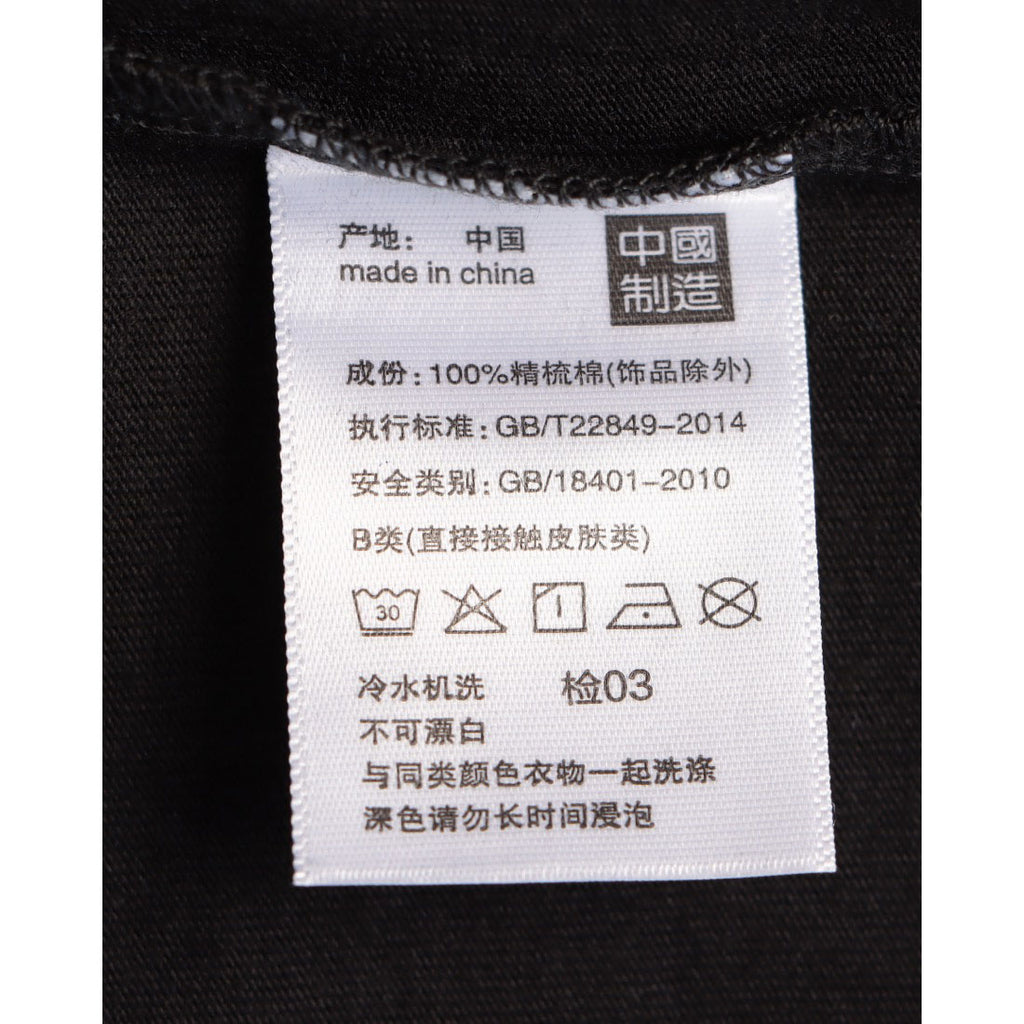 产地： 中国
made in china
中國
制造
成份：100%精梳棉(饰品除外)
执行标准：GB/T22849-2014
安全类别：GB/18401-2010
B类(直接接触皮肤类)
30
冷水机洗 检03
不可漂白
与同类颜色衣物一起洗涤
深色请勿长时间浸泡